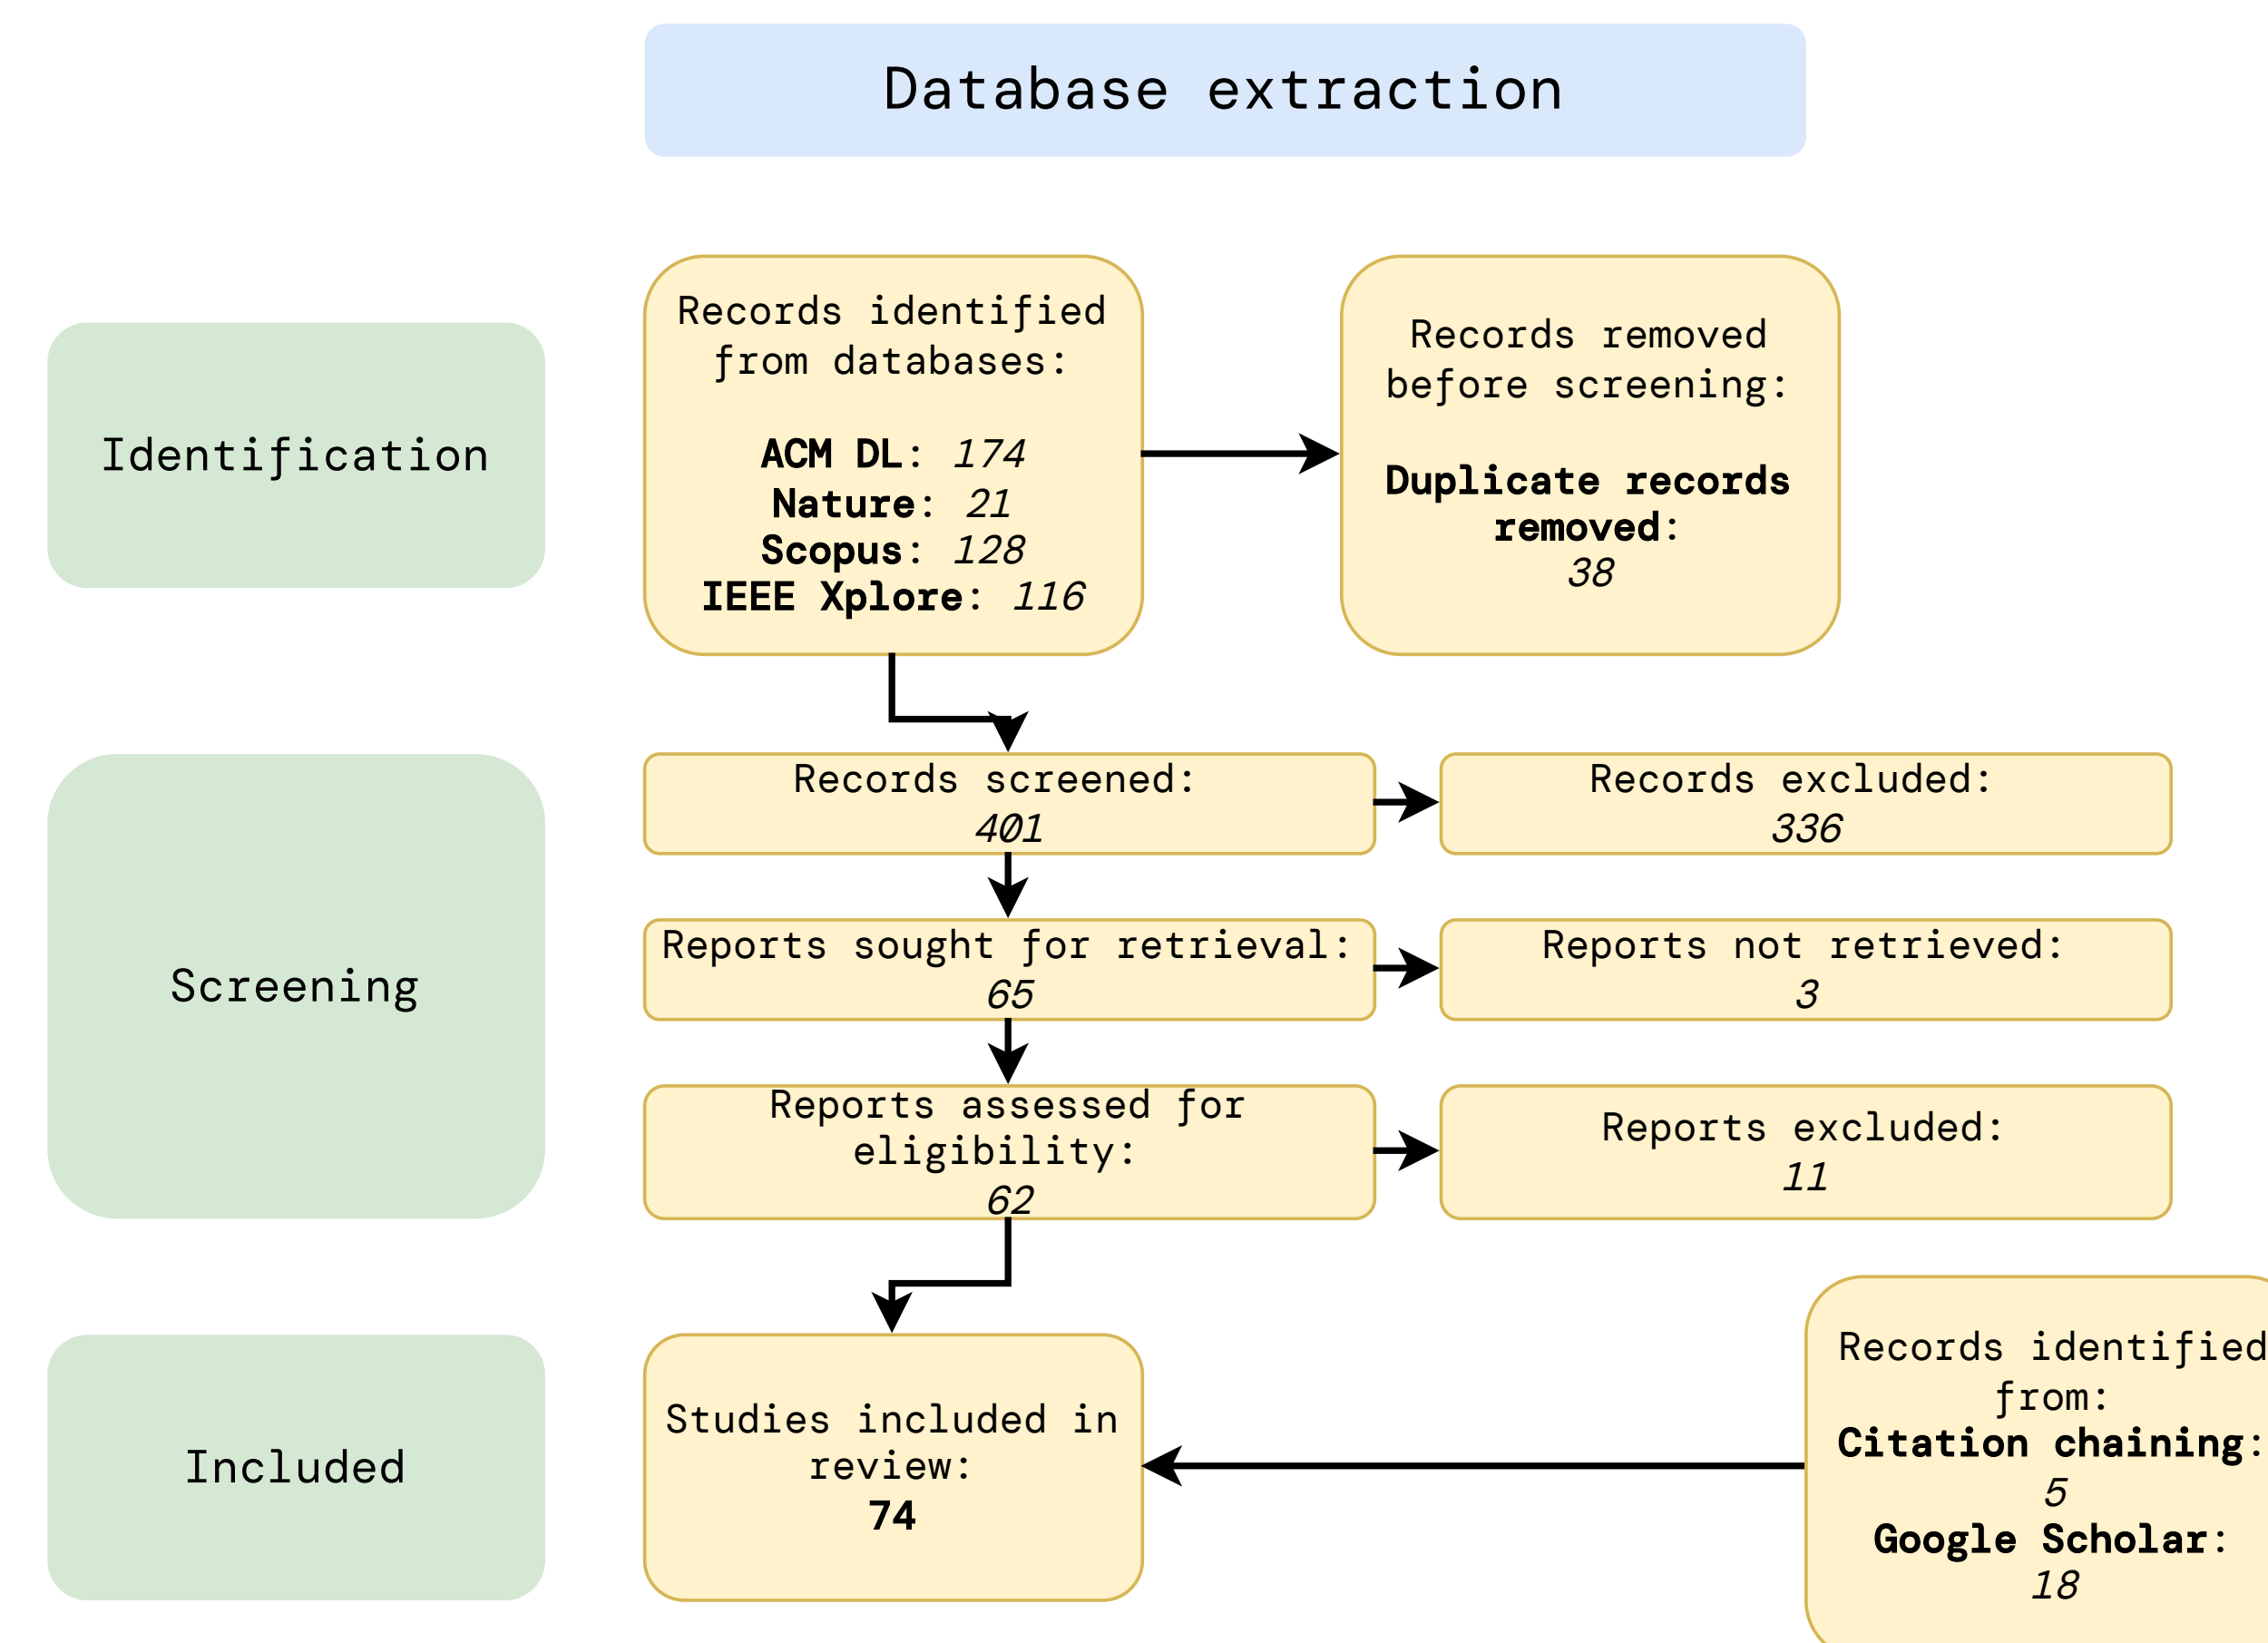 Database extraction
Identification
Records identified
from databases:
ACM DL: 174
Nature: 21
Scopus: 128
IEEE Xplore: 116
Records removed
before screening:
Duplicate records
removed:
38
Screening
Records screened:
401
Records excluded:
336
Reports sought for retrieval:
65
Reports not retrieved:
3
Reports assessed for
eligibility:
62
Reports excluded:
11
Included
Studies included in
review:
74
Records identified
from:
Citation chaining:
5
Google Scholar:
18